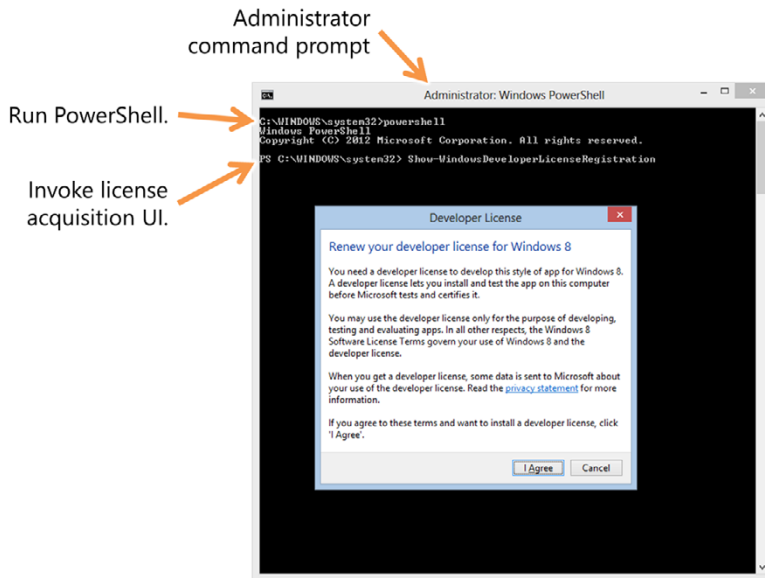 Administrator
command prompt
Administrator: Windows PowerShell
Run PowerShell.
C:\WINDOWS\system32>powershell
Windows PowerShell
Copyright (C) 2012 Microsoft Corporation. All rights reserved.
PS C:\WINDOWS\system32> Show-WindowsDeveloperLicenseRegistration
Invoke license
acquisition UI.
Developer License
Renew your developer license for Windows 8
You need a developer license to develop this style of app for Windows 8.
A developer license lets you install and test the app on this computer
before Microsoft tests and certifies it.
You may use the developer license only for the purpose of developing,
testing and evaluating apps. In all other respects, the Windows 8
Software License Terms govern your use of Windows 8 and the
developer license.
When you get a developer license, some data is sent to Microsoft about
your use of the developer license. Read the privacy statement for more
information.
If you agree to these terms and want to install a developer license, click
'I Agree'.
I Agree
Cancel